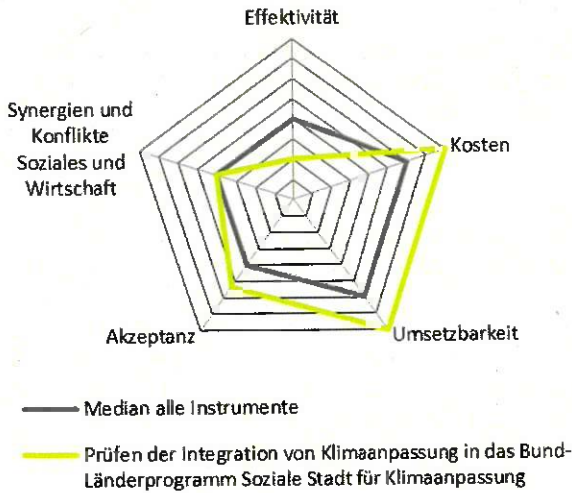 Effektivität
Synergien und
Konflikte
Soziales und
Wirtschaft
Kosten
Akzeptanz
Umsetzbarkeit
Median alle Instrumente
Prüfen der Integration von Klimaanpassung in das Bund-
Länderprogramm Soziale Stadt für Klimaanpassung